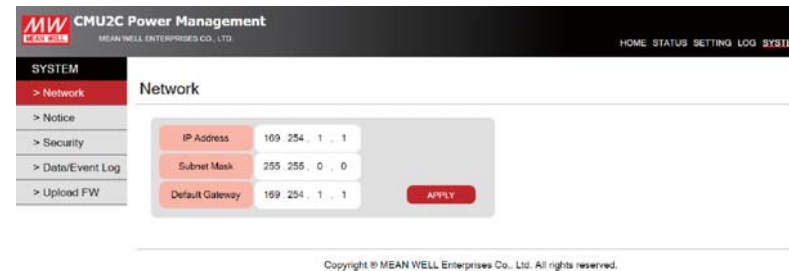 MW
MEAN WELL
CMU2C Power Management
MEAN WELL ENTERPRISES CO., LTD.
HOME STATUS SETTING LOG
SYSTEM
> Network
> Notice
> Security
> Data/Event Log
> Upload FW
Network
IP Address 169 . 254 . 1 . 1
Subnet Mask 255 . 255 . 0 . 0
Default Gateway 169 . 254 . 1 . 1
APPLY
Copyright © MEAN WELL Enterprises Co., Ltd. All rights reserved.